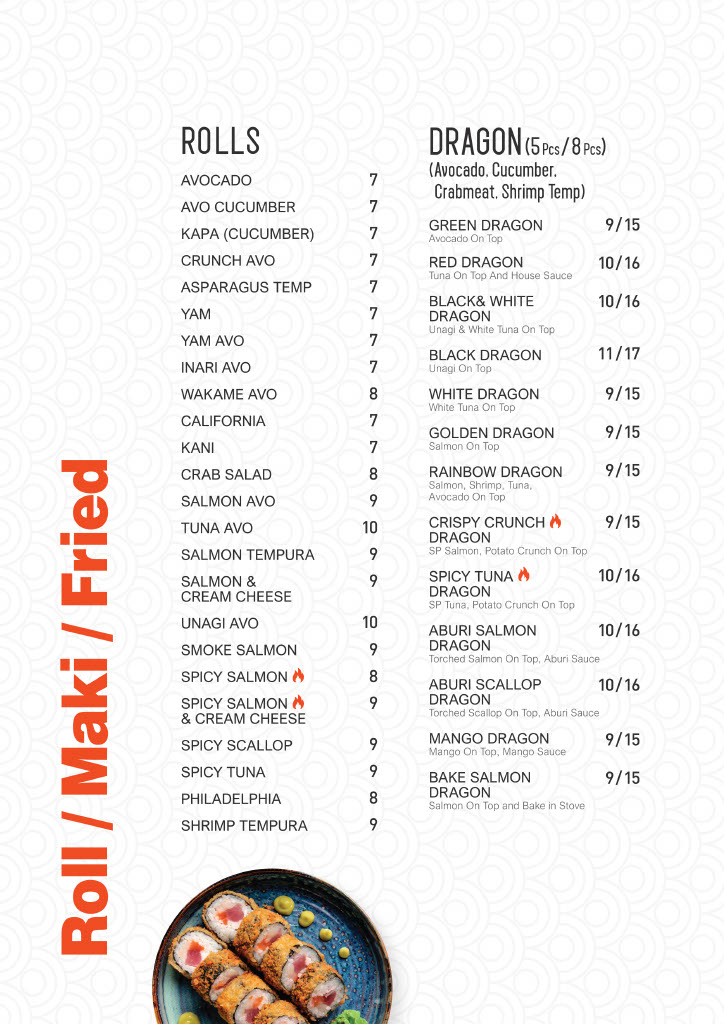 Roll / Maki / Fried
ROLLS
AVOCADO 7
AVO CUCUMBER 7
KAPA (CUCUMBER) 7
CRUNCH AVO 7
ASPARAGUS TEMP 7
YAM 7
YAM AVO 7
INARI AVO 7
WAKAME AVO 8
CALIFORNIA 7
KANI 7
CRAB SALAD 8
SALMON AVO 9
TUNA AVO 10
SALMON TEMPURA 9
SALMON & 9
CREAM CHEESE
UNAGI AVO 10
SMOKE SALMON 9
SPICY SALMON 8
SPICY SALMON 9
& CREAM CHEESE
SPICY SCALLOP 9
SPICY TUNA 9
PHILADELPHIA 8
SHRIMP TEMPURA 9
DRAGON (5 Pcs / 8 Pcs)
(Avocado, Cucumber,
Crabmeat, Shrimp Temp)
GREEN DRAGON 9/15
Avocado On Top
RED DRAGON 10/16
Tuna On Top And House Sauce
BLACK& WHITE 10/16
DRAGON
Unagi & White Tuna On Top
BLACK DRAGON 11/17
Unagi On Top
WHITE DRAGON 9/15
White Tuna On Top
GOLDEN DRAGON 9/15
Salmon On Top
RAINBOW DRAGON 9/15
Salmon, Shrimp, Tuna,
Avocado On Top
CRISPY CRUNCH 9/15
DRAGON
SP Salmon, Potato Crunch On Top
SPICY TUNA 10/16
DRAGON
SP Tuna, Potato Crunch On Top
ABURI SALMON 10/16
DRAGON
Torched Salmon On Top, Aburi Sauce
ABURI SCALLOP 10/16
DRAGON
Torched Scallop On Top, Aburi Sauce
MANGO DRAGON 9/15
Mango On Top, Mango Sauce
BAKE SALMON 9/15
DRAGON
Salmon On Top and Bake in Stove